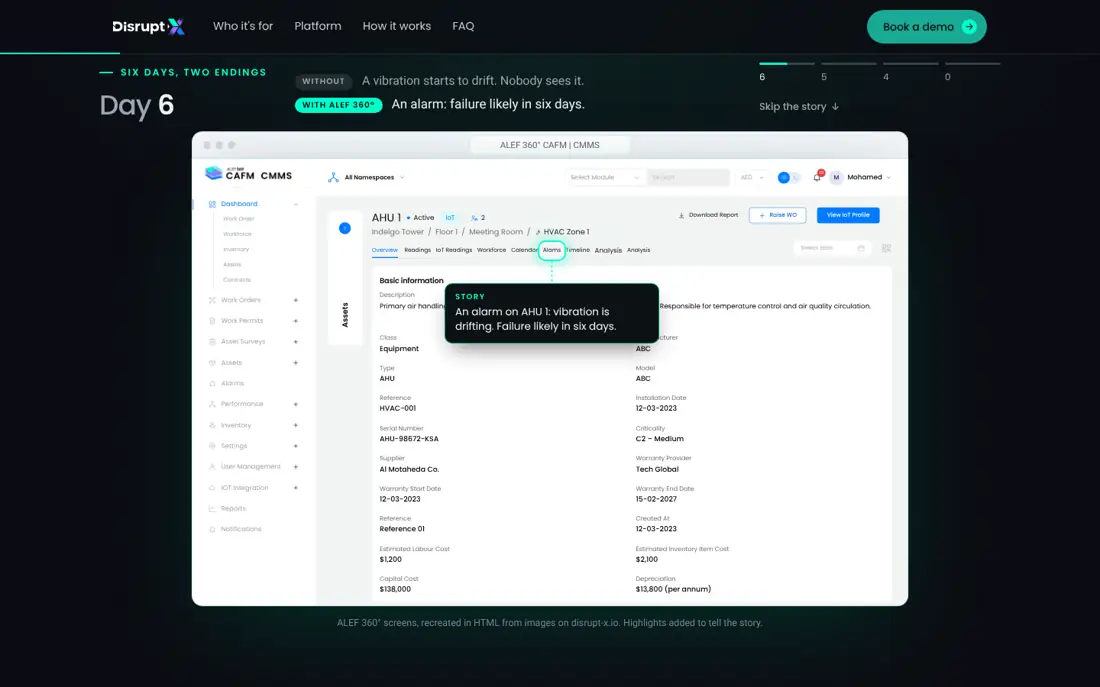 DisruptX
Who it's for
Platform
How it works
FAQ
Book a demo
SIX DAYS, TWO ENDINGS
Day 6
WITHOUT
A vibration starts to drift. Nobody sees it.
WITH ALEF 360°
An alarm: failure likely in six days.
6
5
4
0
Skip the story ↓
ALEF 360° CAFM | CMMS
CAFM CMMS
All Namespaces
Select Module
AED
M
Mohamed
Dashboard
Work Order
Workforce
Inventory
Assets
Contracts
Work Orders
Work Permits
Asset Surveys
Assets
Alarms
Performance
Inventory
Settings
User Management
IOT Integration
Reports
Notifications
Assets
AHU 1
Active
IoT
2
Download Report
+ Raise WO
View IoT Profile
Indelgo Tower / Floor 1 / Meeting Room / HVAC Zone 1
Overview
Readings
IoT Readings
Workforce
Calendar
Alarms
Timeline
Analysis
Analysis
Basic information
Description
Primary air handling
Responsible for temperature control and air quality circulation.
STORY
An alarm on AHU 1: vibration is
drifting. Failure likely in six days.
Class
Equipment
ABC
Type
AHU
Model
ABC
Reference
HVAC-001
Installation Date
12-03-2023
Serial Number
AHU-98672-KSA
Criticality
C2 – Medium
Supplier
Al Motaheda Co.
Warranty Provider
Tech Global
Warranty Start Date
12-03-2023
Warranty End Date
15-02-2027
Reference
Reference 01
Created At
12-03-2023
Estimated Labour Cost
$1,200
Estimated Inventory Item Cost
$2,100
Capital Cost
$138,000
Depreciation
$13,800 (per annum)
ALEF 360° screens, recreated in HTML from images on disrupt-x.io. Highlights added to tell the story.